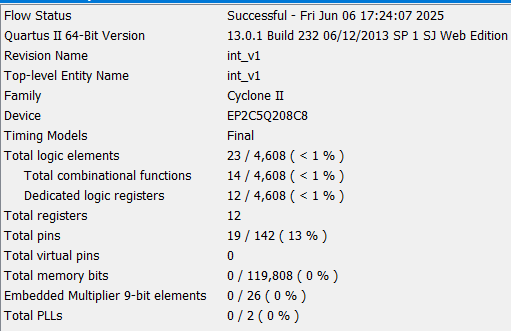 Flow Status Successful - Fri Jun 06 17:24:07 2025
Quartus II 64-Bit Version 13.0.1 Build 232 06/12/2013 SP 1 SJ Web Edition
Revision Name int_v1
Top-level Entity Name int_v1
Family Cyclone II
Device EP2C5Q208C8
Timing Models Final
Total logic elements 23 / 4,608 ( < 1 % )
Total combinational functions 14 / 4,608 ( < 1 % )
Dedicated logic registers 12 / 4,608 ( < 1 % )
Total registers 12
Total pins 19 / 142 ( 13 % )
Total virtual pins 0
Total memory bits 0 / 119,808 ( 0 % )
Embedded Multiplier 9-bit elements 0 / 26 ( 0 % )
Total PLLs 0 / 2 ( 0 % )